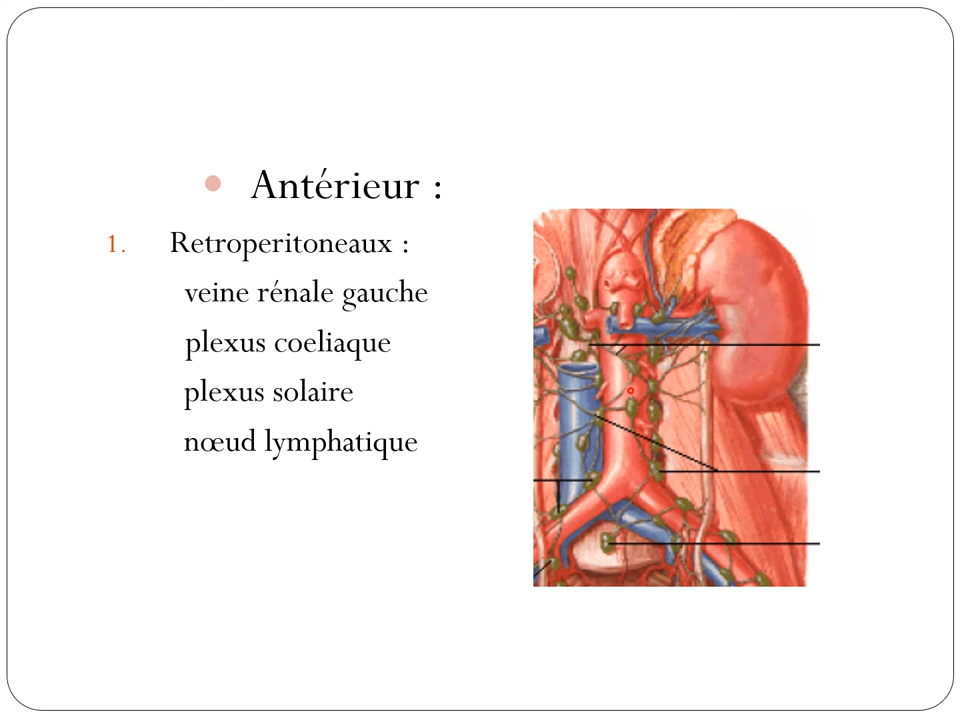 Antérieur :
1. Retroperitoneaux :
veine rénale gauche
plexus coeliaque
plexus solaire
nœud lymphatique